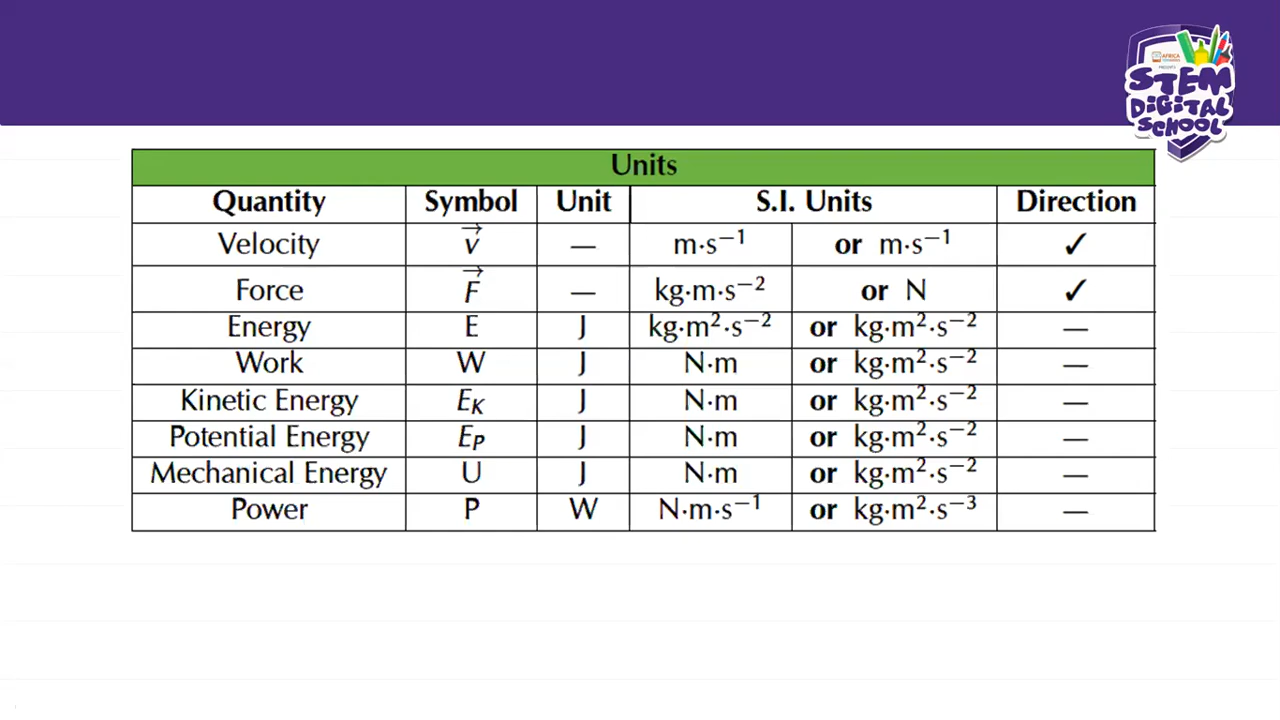 AFRICA
PRESENTS
STEM
DIGITAL
SCHOOL
Units
Quantity Symbol Unit S.I. Units Direction
Velocity v⃗ — m·s⁻¹ or m·s⁻¹ ✓
Force F⃗ — kg·m·s⁻² or N ✓
Energy E J kg·m²·s⁻² or kg·m²·s⁻² —
Work W J N·m or kg·m²·s⁻² —
Kinetic Energy E_K J N·m or kg·m²·s⁻² —
Potential Energy E_P J N·m or kg·m²·s⁻² —
Mechanical Energy U J N·m or kg·m²·s⁻² —
Power P W N·m·s⁻¹ or kg·m²·s⁻³ —